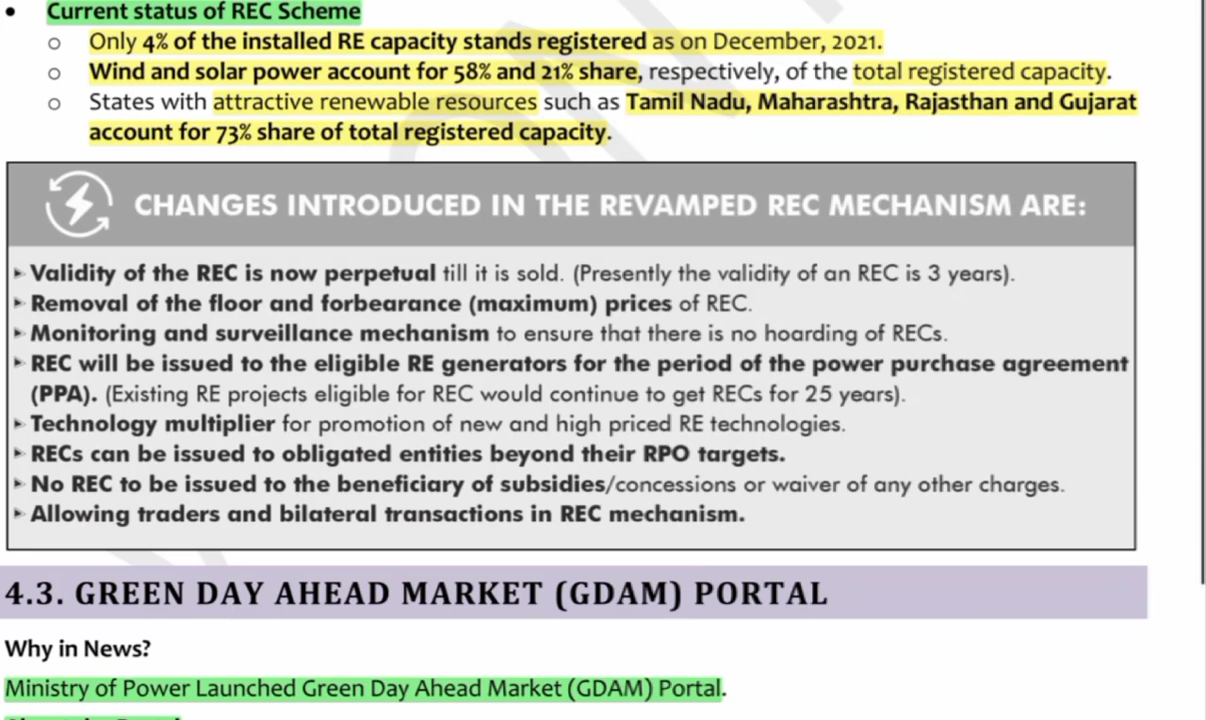 • Current status of REC Scheme
o Only 4% of the installed RE capacity stands registered as on December, 2021.
o Wind and solar power account for 58% and 21% share, respectively, of the total registered capacity.
o States with attractive renewable resources such as Tamil Nadu, Maharashtra, Rajasthan and Gujarat
account for 73% share of total registered capacity.
CHANGES INTRODUCED IN THE REVAMPED REC MECHANISM ARE:
▸ Validity of the REC is now perpetual till it is sold. (Presently the validity of an REC is 3 years).
▸ Removal of the floor and forbearance (maximum) prices of REC.
▸ Monitoring and surveillance mechanism to ensure that there is no hoarding of RECs.
▸ REC will be issued to the eligible RE generators for the period of the power purchase agreement
(PPA). (Existing RE projects eligible for REC would continue to get RECs for 25 years).
▸ Technology multiplier for promotion of new and high priced RE technologies.
▸ RECs can be issued to obligated entities beyond their RPO targets.
▸ No REC to be issued to the beneficiary of subsidies/concessions or waiver of any other charges.
▸ Allowing traders and bilateral transactions in REC mechanism.
4.3. GREEN DAY AHEAD MARKET (GDAM) PORTAL
Why in News?
Ministry of Power Launched Green Day Ahead Market (GDAM) Portal.